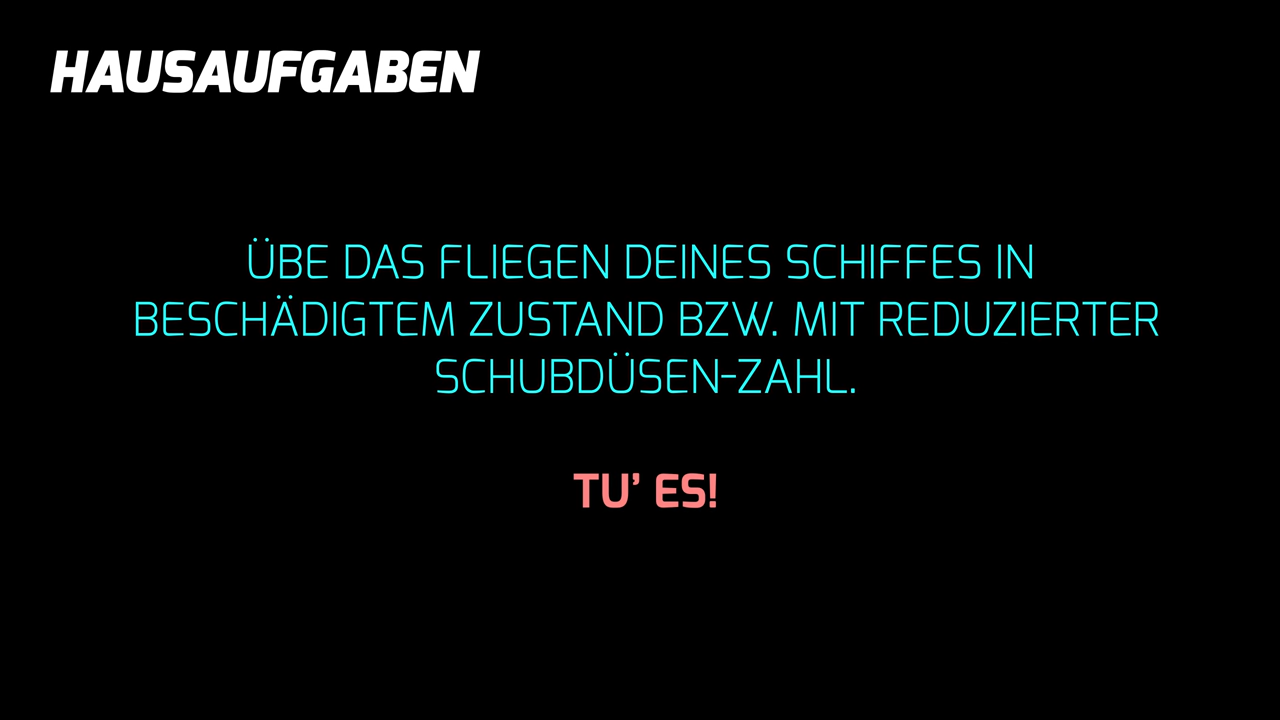 HAUSAUFGABEN
ÜBE DAS FLIEGEN DEINES SCHIFFES IN
BESCHÄDIGTEM ZUSTAND BZW. MIT REDUZIERTER
SCHUBDÜSEN-ZAHL.
TU’ ES!